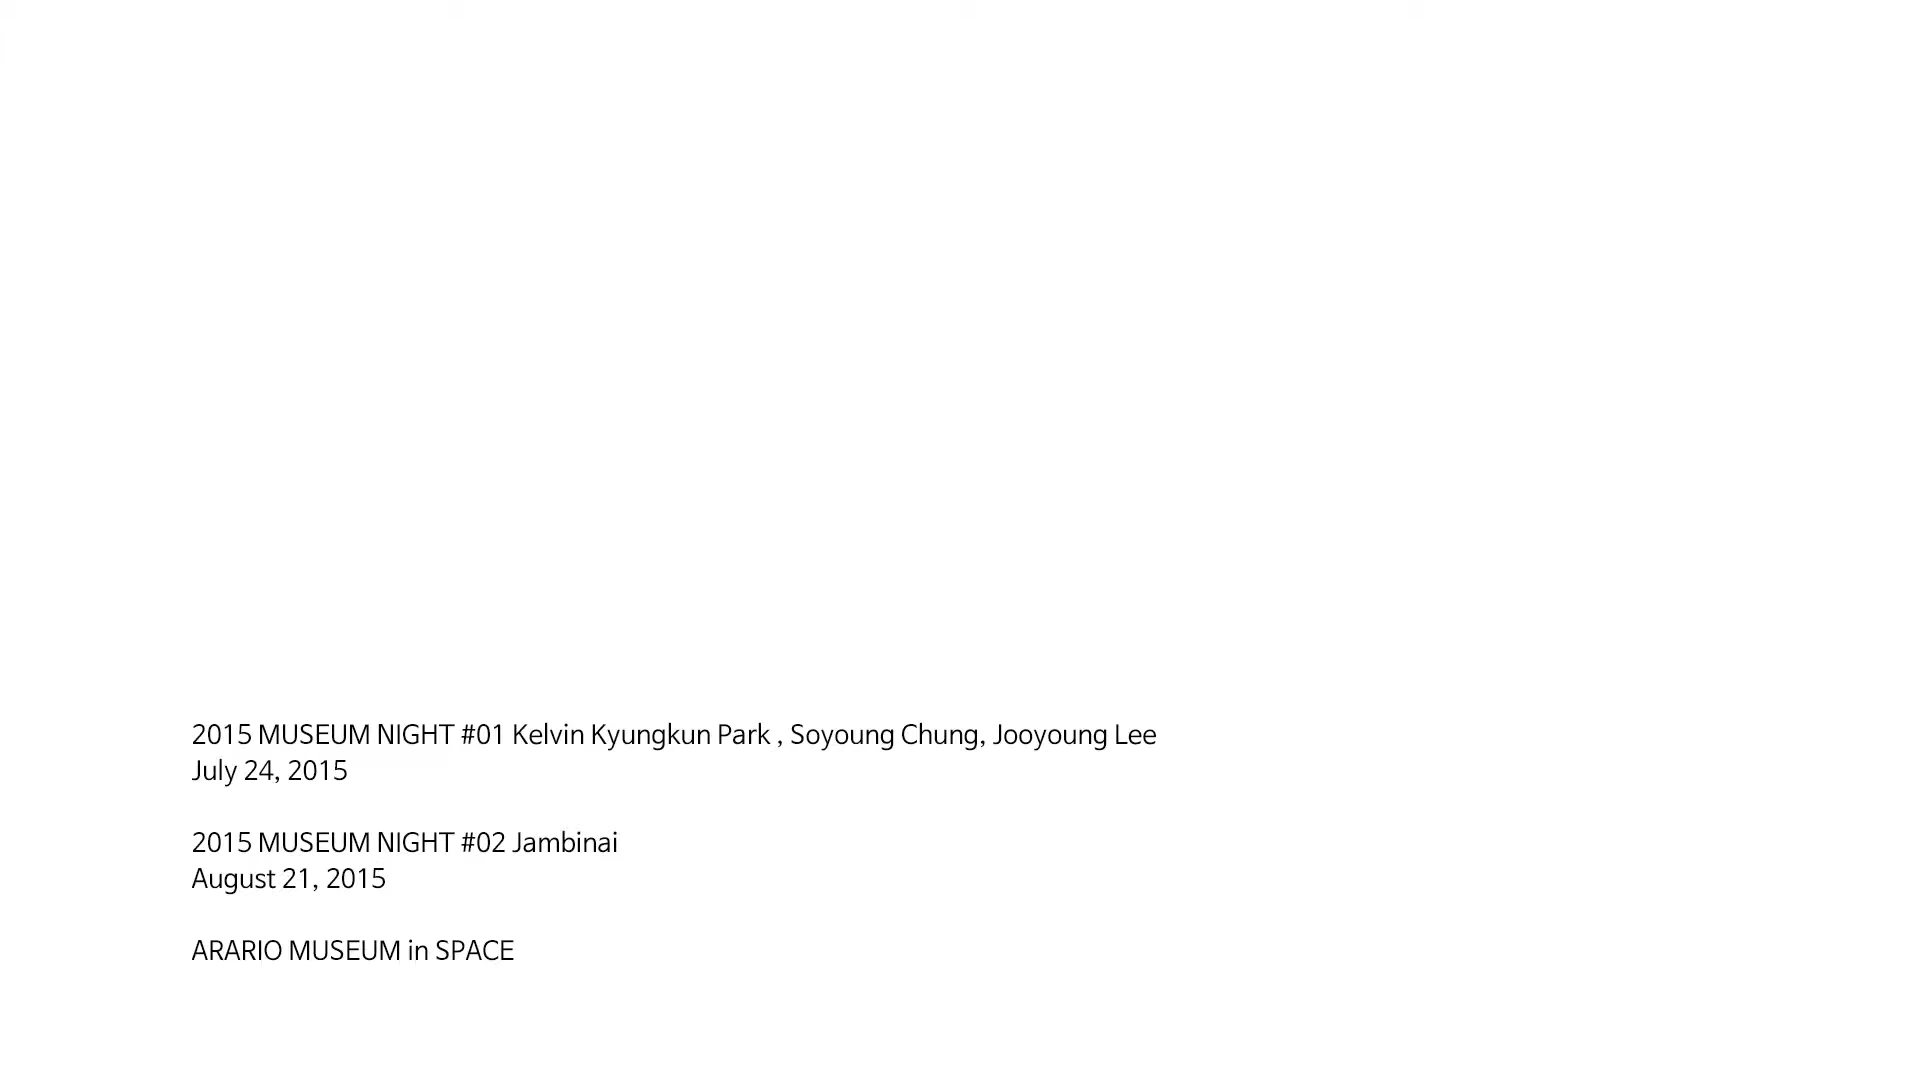 2015 MUSEUM NIGHT #01 Kelvin Kyungkun Park , Soyoung Chung, Jooyoung Lee
July 24, 2015
2015 MUSEUM NIGHT #02 Jambinai
August 21, 2015
ARARIO MUSEUM in SPACE